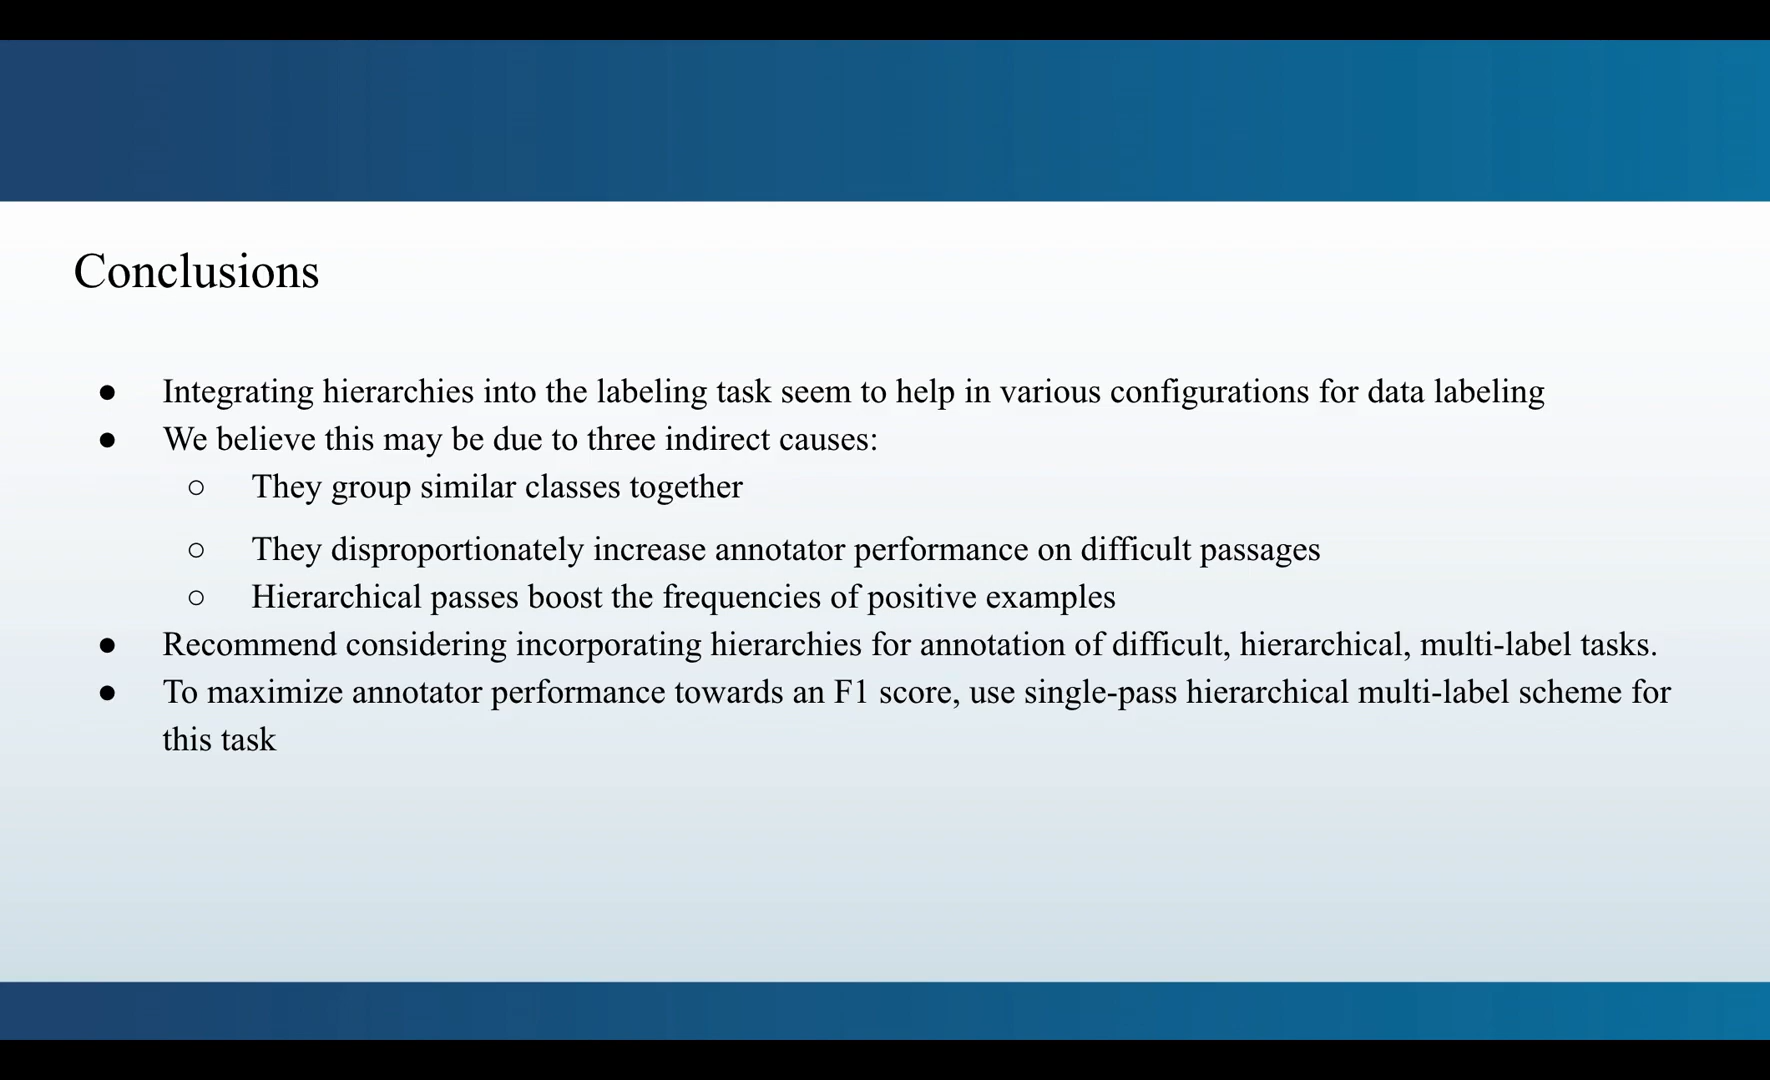 Conclusions
● Integrating hierarchies into the labeling task seem to help in various configurations for data labeling
● We believe this may be due to three indirect causes:
○ They group similar classes together
○ They disproportionately increase annotator performance on difficult passages
○ Hierarchical passes boost the frequencies of positive examples
● Recommend considering incorporating hierarchies for annotation of difficult, hierarchical, multi-label tasks.
● To maximize annotator performance towards an F1 score, use single-pass hierarchical multi-label scheme for
this task